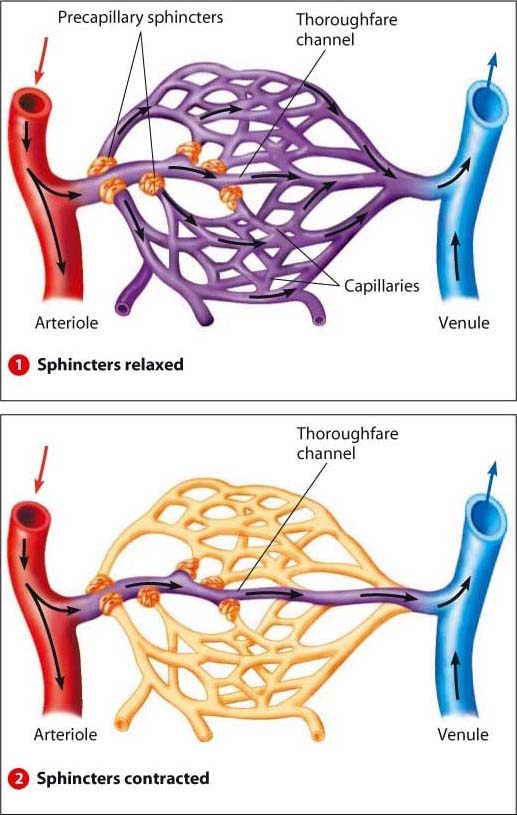 Precapillary sphincters
Thoroughfare
channel
Capillaries
Arteriole
Venule
1 Sphincters relaxed
Thoroughfare
channel
Arteriole
Venule
2 Sphincters contracted